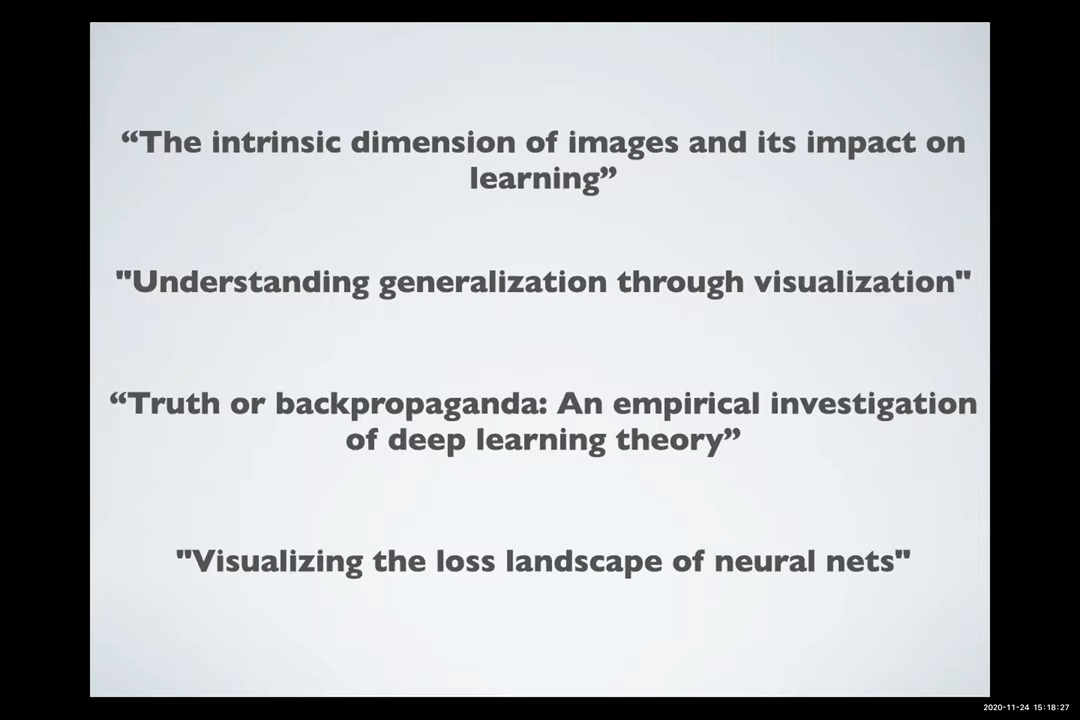 “The intrinsic dimension of images and its impact on
learning”
"Understanding generalization through visualization"
“Truth or backpropaganda: An empirical investigation
of deep learning theory”
"Visualizing the loss landscape of neural nets"
2020-11-24 15:18:27